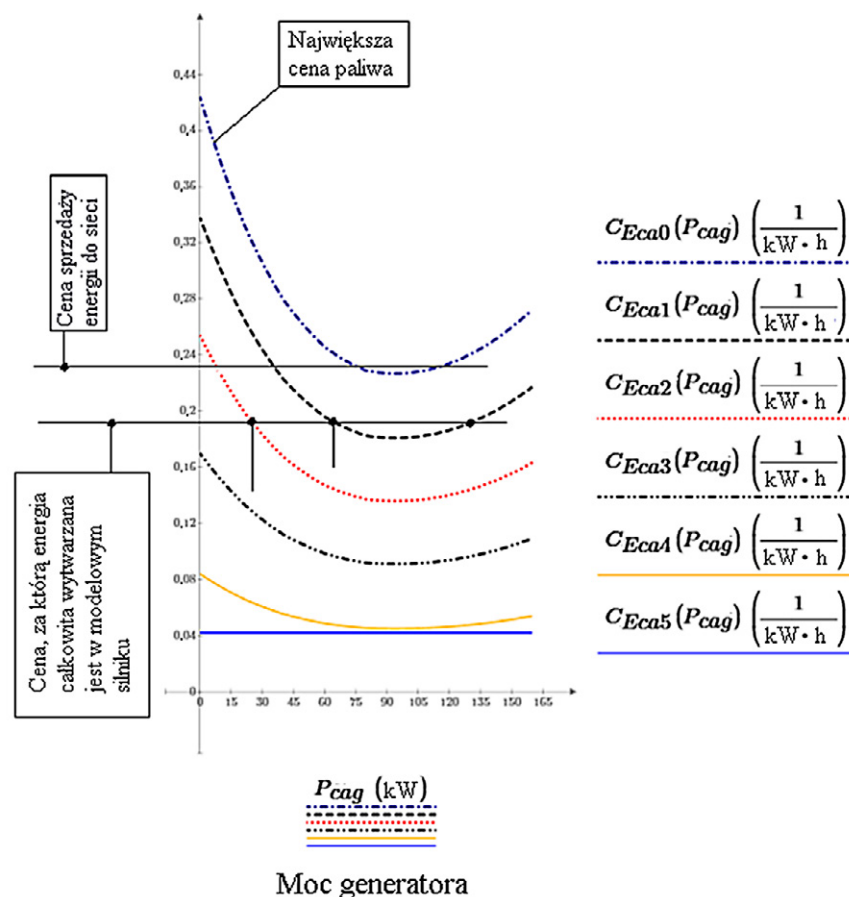 Największa
cena paliwa
0,44
0,4
0,36
0,32
0,28
0,24
0,2
0,16
0,12
0,08
0,04
0
0 15 30 45 60 75 90 105 120 135 150 165
Cena sprzedaży
energii do sieci
Cena, za którą energia
całkowita wytwarzana
jest w modelowym
silniku
C_Eca0(P_cag) (1/kW·h)
C_Eca1(P_cag) (1/kW·h)
C_Eca2(P_cag) (1/kW·h)
C_Eca3(P_cag) (1/kW·h)
C_Eca4(P_cag) (1/kW·h)
C_Eca5(P_cag) (1/kW·h)
P_cag (kW)
Moc generatora